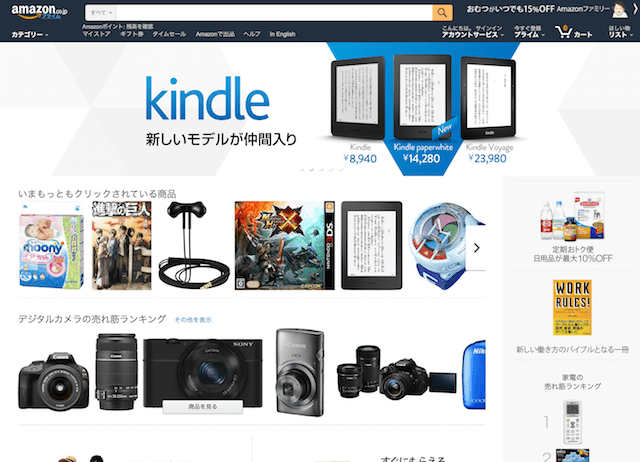 amazon.co.jp
プライム
すべて
おむつがいつでも15%OFF Amazonファミリー
カテゴリー
Amazonポイント: 残高を確認
マイストア ギフト券 タイムセール Amazonで出品 ヘルプ In English
こんにちは。サインイン
アカウントサービス
今すぐ登録
プライム
0
カート
ほしい物
リスト
kindle
新しいモデルが仲間入り
New
Kindle
¥8,940
Kindle paperwhite
¥14,280
Kindle Voyage
¥23,980
いまもっともクリックされている商品
moony
進撃の巨人
NINTENDO 3DS
CAPCOM
定期おトク便
日用品が最大10%OFF
WORK
RULES!
新しい働き方のバイブルとなる一冊
デジタルカメラの売れ筋ランキング その他を表示
Canon
SONY
Canon
Nikon
商品を見る
家電の
売れ筋ランキング
1
2
すぐにもらえる